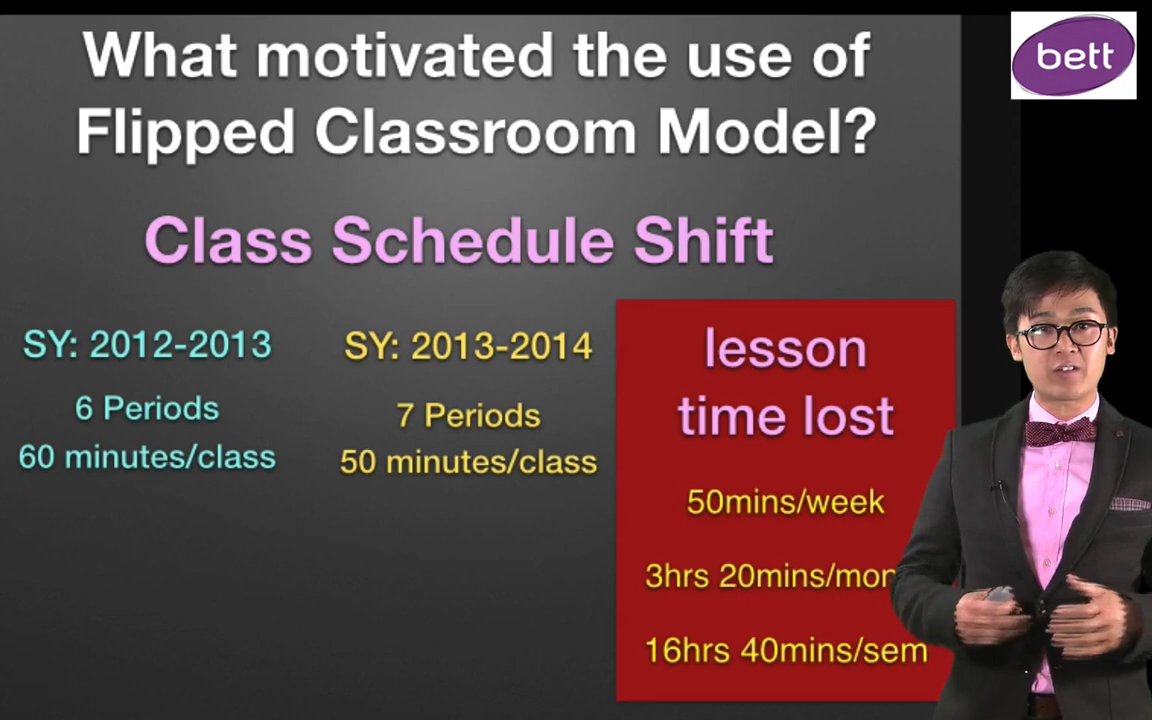 What motivated the use of
Flipped Classroom Model?
bett
Class Schedule Shift
SY: 2012-2013
6 Periods
60 minutes/class
SY: 2013-2014
7 Periods
50 minutes/class
lesson
time lost
50mins/week
3hrs 20mins/mon
16hrs 40mins/sem